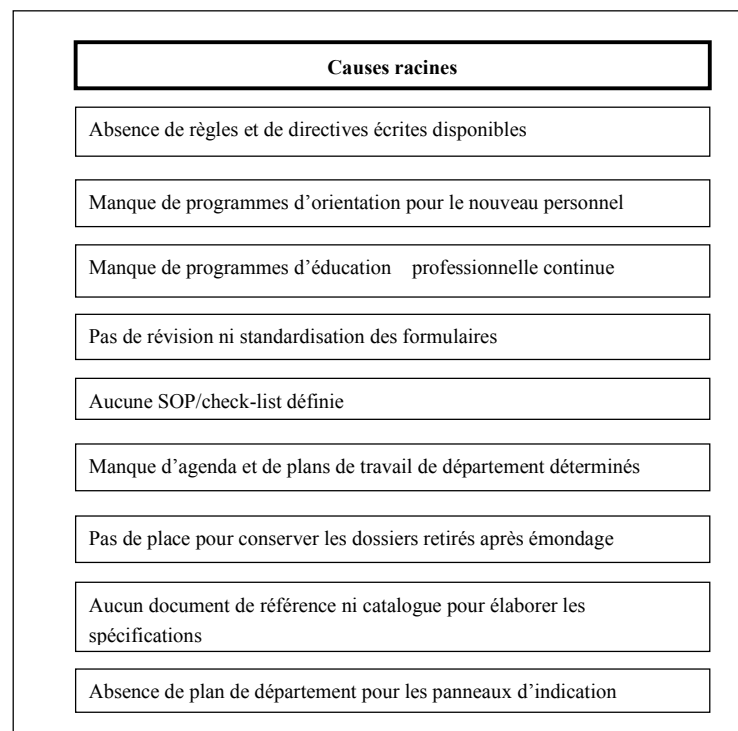 Causes racines
Absence de règles et de directives écrites disponibles
Manque de programmes d’orientation pour le nouveau personnel
Manque de programmes d’éducation professionnelle continue
Pas de révision ni standardisation des formulaires
Aucune SOP/check-list définie
Manque d’agenda et de plans de travail de département déterminés
Pas de place pour conserver les dossiers retirés après émondage
Aucun document de référence ni catalogue pour élaborer les
spécifications
Absence de plan de département pour les panneaux d’indication